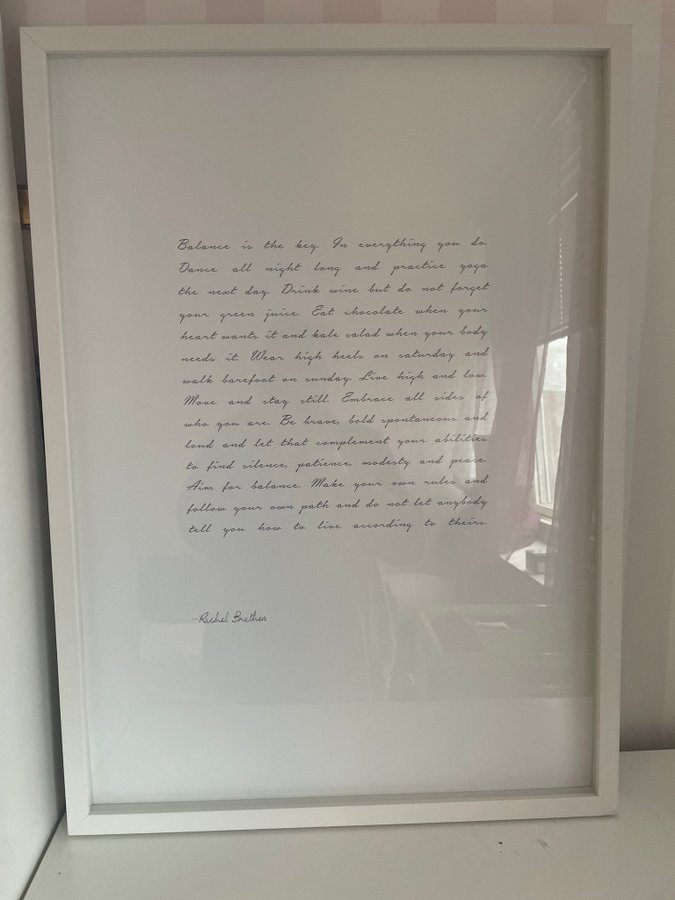 Balance is the key. In everything you do.
Dance all night long and practice yoga
the next day. Drink wine but do not forget
your green juice. Eat chocolate when your
heart wants it and kale salad when your body
needs it. Wear high heels on saturday and
walk barefoot on sunday. Live high and low.
Move and stay still. Embrace all sides of
who you are. Be brave, bold spontaneous and
loud and let that complement your abilities
to find silence, patience, modesty and peace.
Aim for balance. Make your own rules and
follow your own path and do not let anybody
tell you how to live according to theirs.
-Rachel Brathen